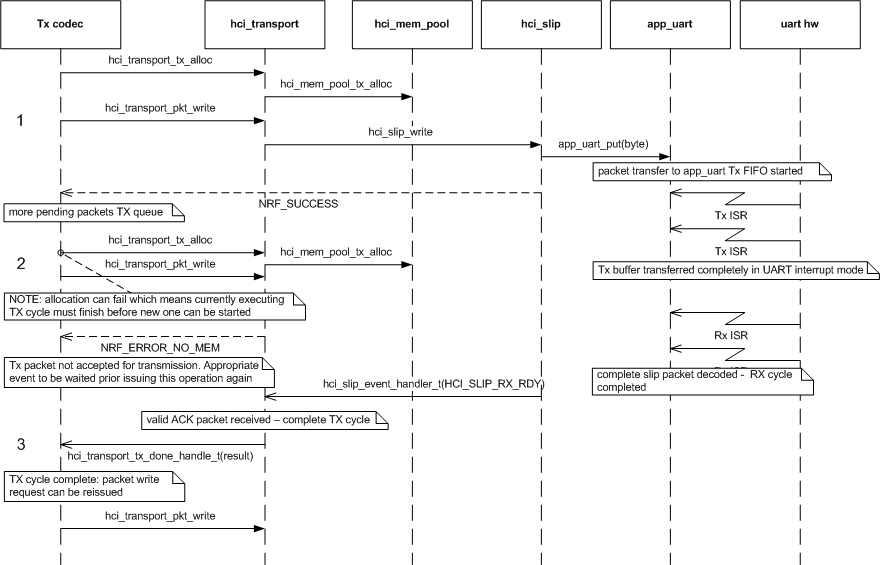 Tx codec
hci_transport
hci_mem_pool
hci_slip
app_uart
uart hw
hci_transport_tx_alloc
hci_mem_pool_tx_alloc
hci_transport_pkt_write
1
hci_slip_write
app_uart_put(byte)
packet transfer to app_uart Tx FIFO started
NRF_SUCCESS
more pending packets TX queue
Tx ISR
hci_transport_tx_alloc
Tx ISR
hci_mem_pool_tx_alloc
2
hci_transport_pkt_write
Tx buffer transferred completely in UART interrupt mode
NOTE: allocation can fail which means currently executing
TX cycle must finish before new one can be started
Rx ISR
NRF_ERROR_NO_MEM
Tx packet not accepted for transmission. Appropriate
event to be waited prior issuing this operation again
complete slip packet decoded - RX cycle
completed
hci_slip_event_handler_t(HCI_SLIP_RX_RDY)
valid ACK packet received – complete TX cycle
3
hci_transport_tx_done_handle_t(result)
TX cycle complete: packet write
request can be reissued
hci_transport_pkt_write